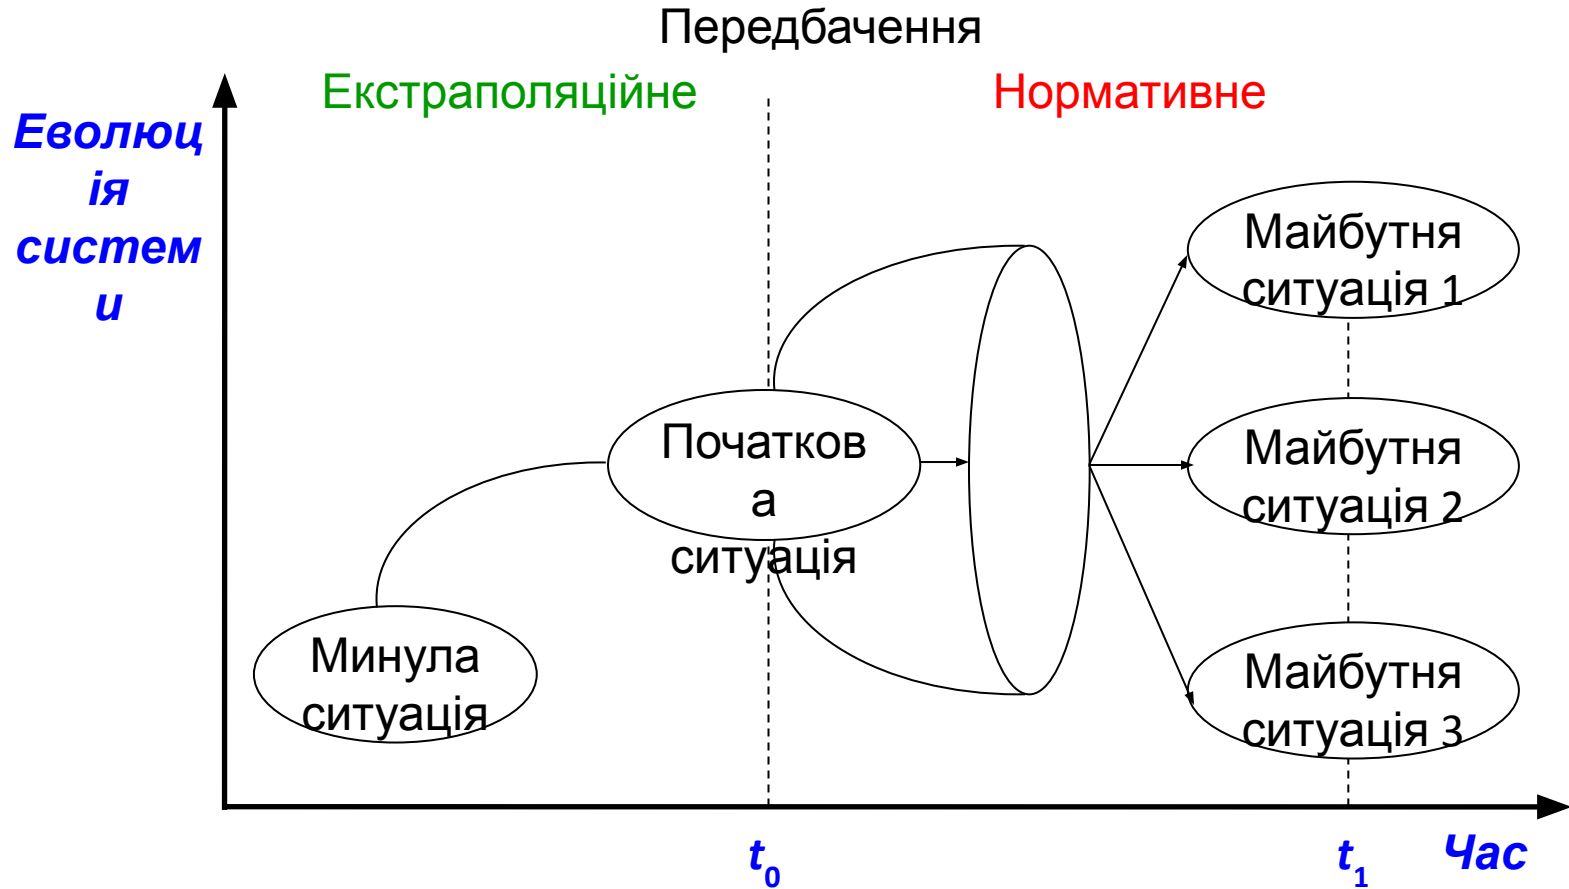 Передбачення
Екстраполяційне
Нормативне
Еволюц
ія
систем
и
Майбутня
ситуація 1
Початков
а
ситуація
Майбутня
ситуація 2
Минула
ситуація
Майбутня
ситуація 3
t0
t1
Час